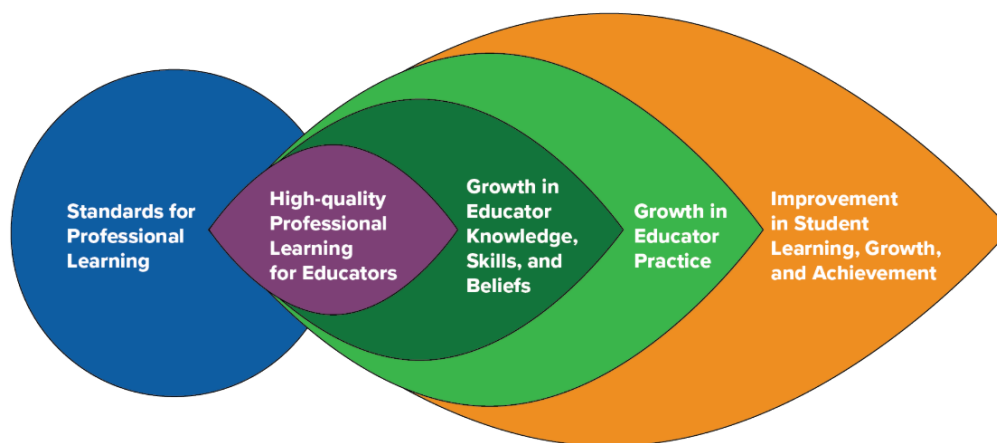 Standards for
Professional
Learning
High-quality
Professional
Learning
for Educators
Growth in
Educator
Knowledge,
Skills, and
Beliefs
Growth in
Educator
Practice
Improvement
in Student
Learning, Growth,
and Achievement